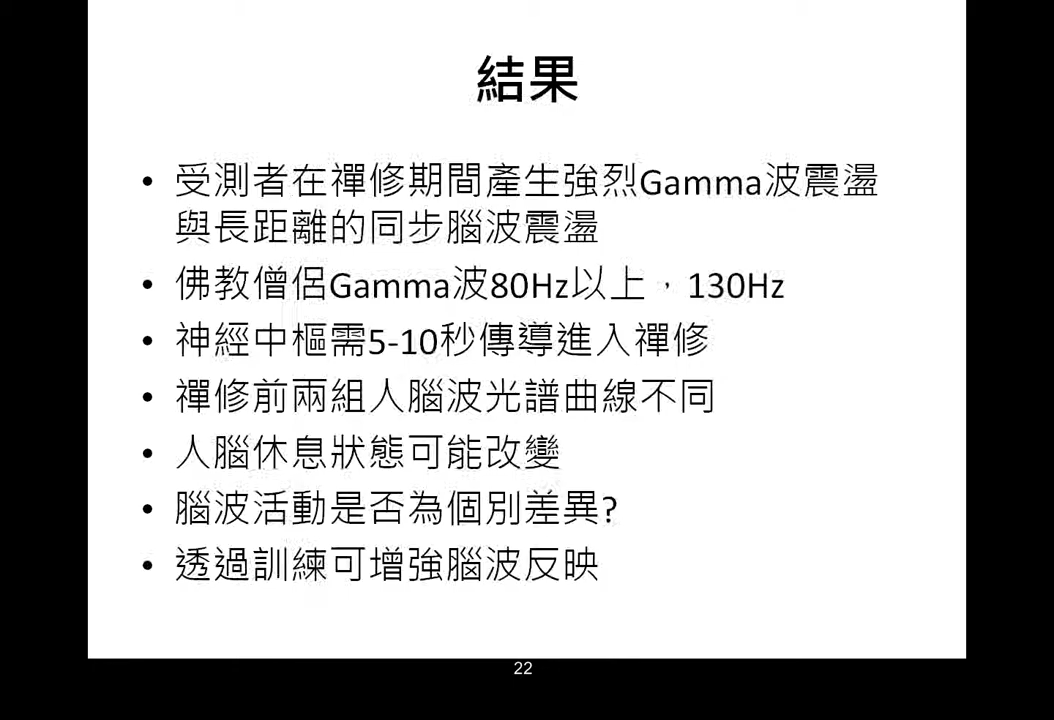 結果
• 受測者在禪修期間產生強烈Gamma波震盪
與長距離的同步腦波震盪
• 佛教僧侶Gamma波80Hz以上，130Hz
• 神經中樞需5-10秒傳導進入禪修
• 禪修前兩組人腦波光譜曲線不同
• 人腦休息狀態可能改變
• 腦波活動是否為個別差異?
• 透過訓練可增強腦波反映
22